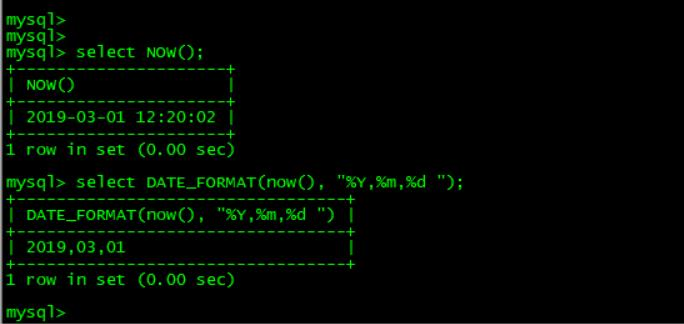 mysql>
mysql>
mysql> select NOW();
+---------------------+
| NOW()               |
+---------------------+
| 2019-03-01 12:20:02 |
+---------------------+
1 row in set (0.00 sec)

mysql> select DATE_FORMAT(now(), "%Y,%m,%d ");
+---------------------------------+
| DATE_FORMAT(now(), "%Y,%m,%d ") |
+---------------------------------+
| 2019,03,01                      |
+---------------------------------+
1 row in set (0.00 sec)

mysql>